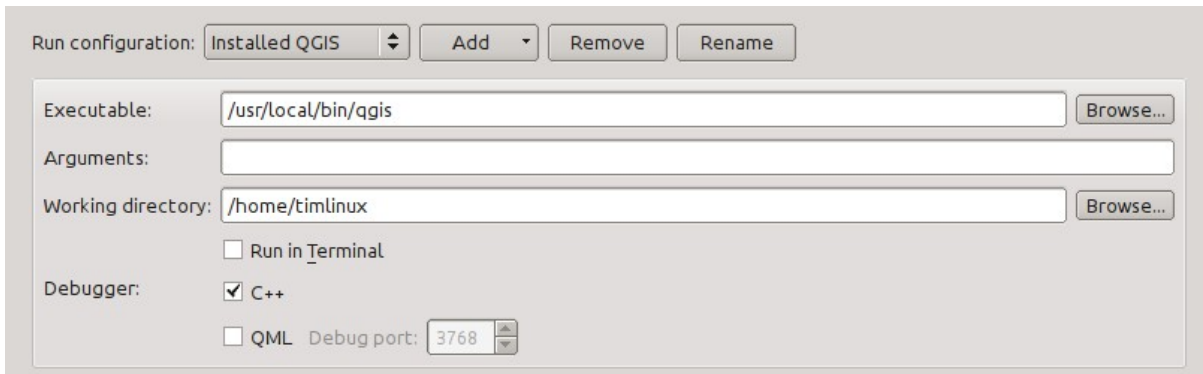 Run configuration: Installed QGIS Add Remove Rename
Executable: /usr/local/bin/qgis Browse...
Arguments:
Working directory: /home/timlinux Browse...
Run in Terminal
Debugger: C++
QML Debug port: 3768